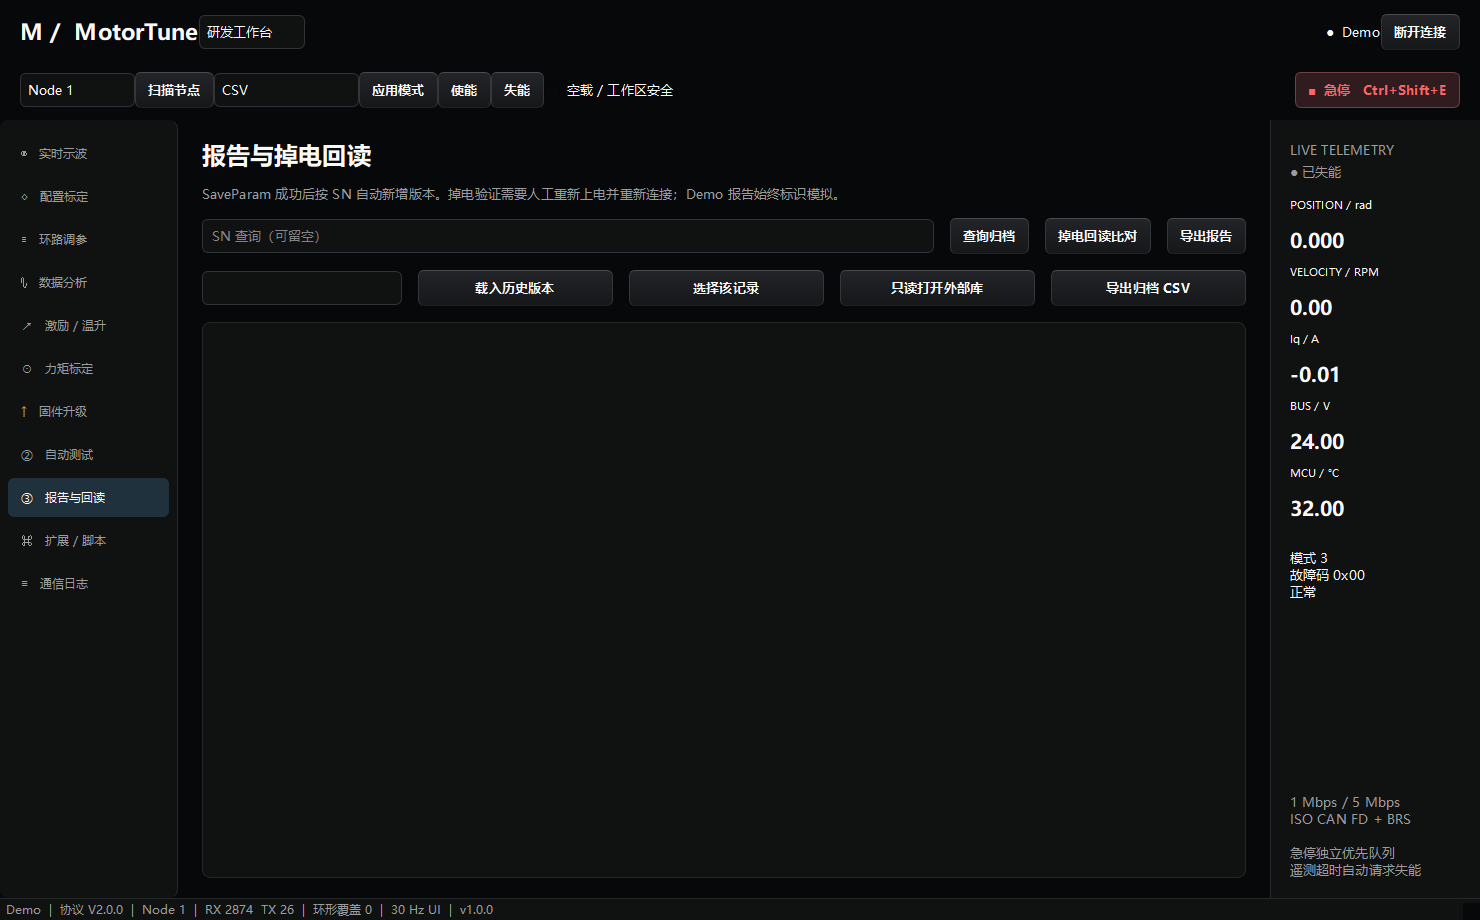 M / MotorTune 研发工作台 ● Demo 断开连接
Node 1 扫描节点 CSV 应用模式 使能 失能 空载 / 工作区安全 ■ 急停 Ctrl+Shift+E
实时示波
配置标定
环路调参
数据分析
激励 / 温升
力矩标定
↑ 固件升级
② 自动测试
③ 报告与回读
⌘ 扩展 / 脚本
≡ 通信日志
报告与掉电回读
SaveParam 成功后按 SN 自动新增版本。掉电验证需要人工重新上电并重新连接；Demo 报告始终标识模拟。
SN 查询（可留空） 查询归档 掉电回读比对 导出报告
载入历史版本 选择该记录 只读打开外部库 导出归档 CSV
LIVE TELEMETRY
● 已失能
POSITION / rad
0.000
VELOCITY / RPM
0.00
Iq / A
-0.01
BUS / V
24.00
MCU / °C
32.00
模式 3
故障码 0x00
正常
1 Mbps / 5 Mbps
ISO CAN FD + BRS
急停独立优先队列
遥测超时自动请求失能
Demo | 协议 V2.0.0 | Node 1 | RX 2874 TX 26 | 环形覆盖 0 | 30 Hz UI | v1.0.0